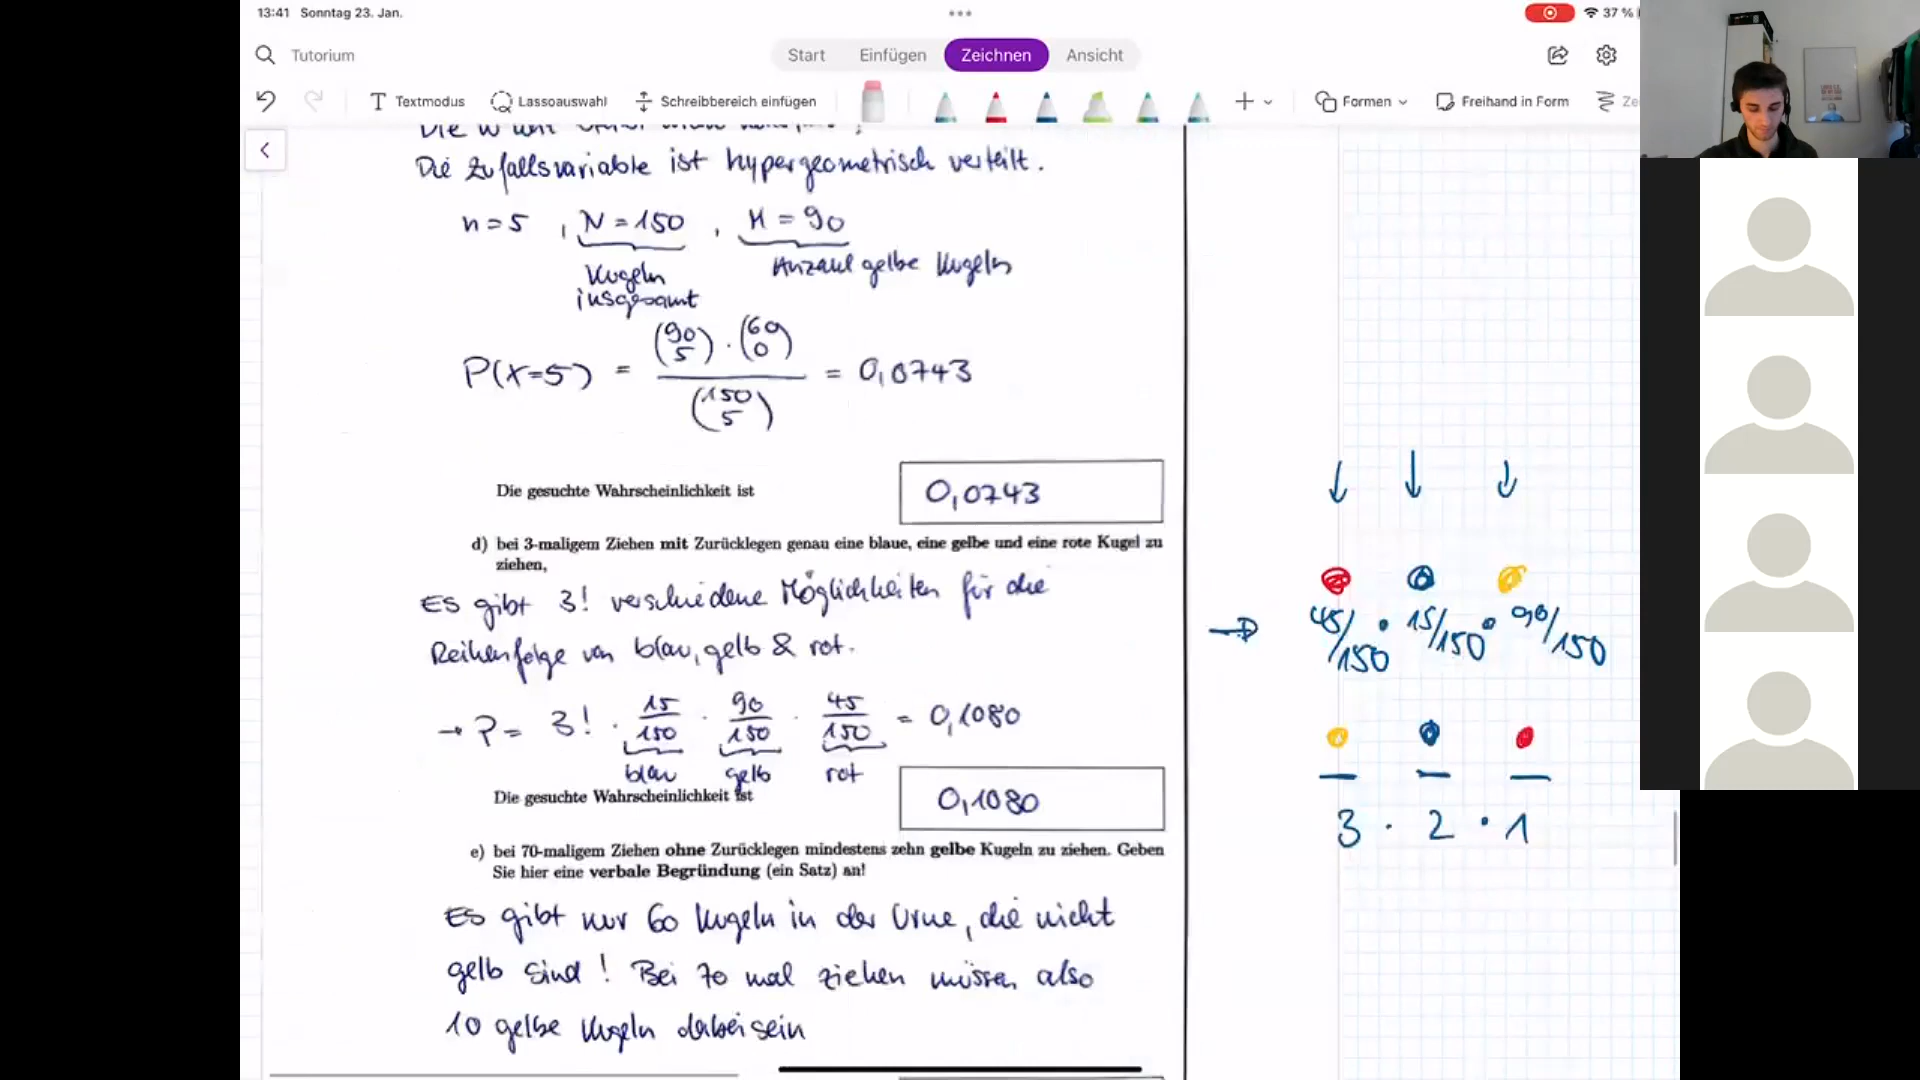 13:41 Sonntag 23. Jan.
37 %
Tutorium
Start Einfügen Zeichnen Ansicht
Textmodus Lassoauswahl Schreibbereich einfügen Formen Freihand in Form
Die Zufallsvariable ist hypergeometrisch verteilt.
n = 5 , N = 150 , M = 90
Kugeln insgesamt
Anzahl gelbe Kugeln
P(X=5) = (90 5) · (60 0) / (150 5) = 0,0743
Die gesuchte Wahrscheinlichkeit ist 0,0743
d) bei 3-maligem Ziehen mit Zurücklegen genau eine blaue, eine gelbe und eine rote Kugel zu
ziehen,
Es gibt 3! verschiedene Möglichkeiten für die
Reihenfolge von blau, gelb & rot.
→ P = 3! · 15/150 · 90/150 · 45/150 = 0,1080
blau gelb rot
Die gesuchte Wahrscheinlichkeit ist 0,1080
e) bei 70-maligem Ziehen ohne Zurücklegen mindestens zehn gelbe Kugeln zu ziehen. Geben
Sie hier eine verbale Begründung (ein Satz) an!
Es gibt nur 60 Kugeln in der Urne, die nicht
gelb sind! Bei 70 mal ziehen müssen also
10 gelbe Kugeln dabei sein
45/150 · 15/150 · 90/150
3 · 2 · 1